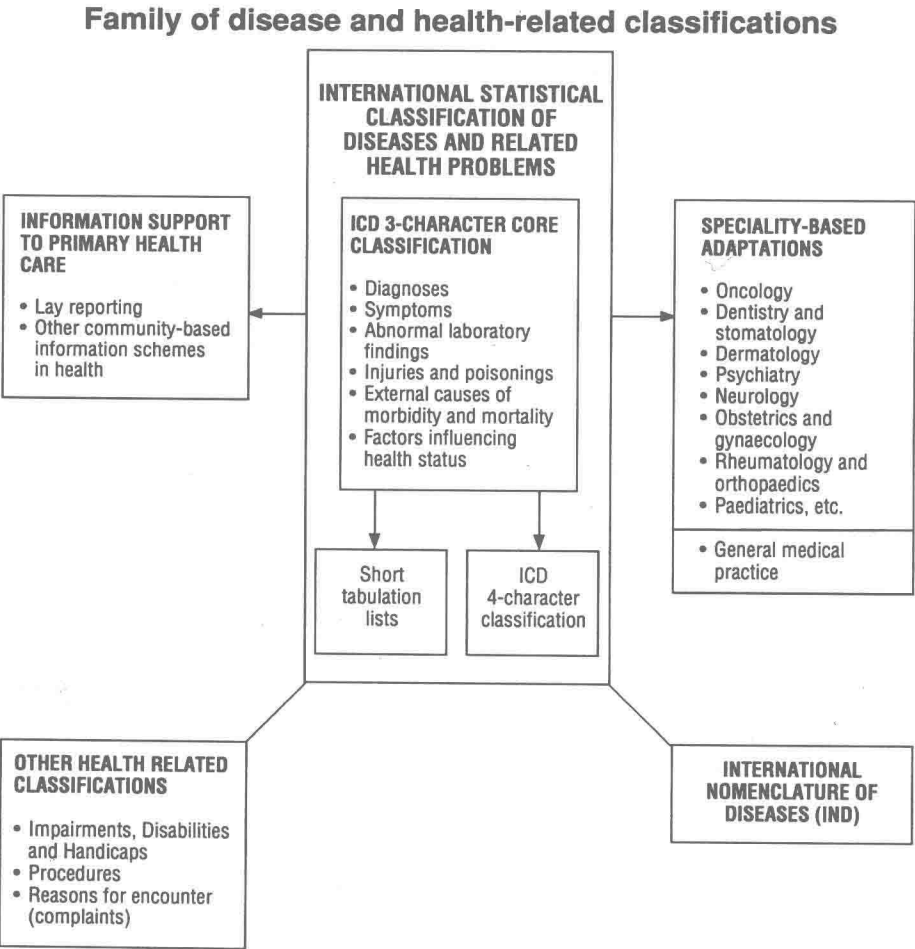 Family of disease and health-related classifications
INTERNATIONAL STATISTICAL
CLASSIFICATION OF
DISEASES AND RELATED
HEALTH PROBLEMS
INFORMATION SUPPORT
TO PRIMARY HEALTH
CARE
• Lay reporting
• Other community-based
information schemes
in health
ICD 3-CHARACTER CORE
CLASSIFICATION
• Diagnoses
• Symptoms
• Abnormal laboratory
findings
• Injuries and poisonings
• External causes of
morbidity and mortality
• Factors influencing
health status
SPECIALITY-BASED
ADAPTATIONS
• Oncology
• Dentistry and
stomatology
• Dermatology
• Psychiatry
• Neurology
• Obstetrics and
gynaecology
• Rheumatology and
orthopaedics
• Paediatrics, etc.
• General medical
practice
Short
tabulation
lists
ICD
4-character
classification
OTHER HEALTH RELATED
CLASSIFICATIONS
• Impairments, Disabilities
and Handicaps
• Procedures
• Reasons for encounter
(complaints)
INTERNATIONAL
NOMENCLATURE OF
DISEASES (IND)